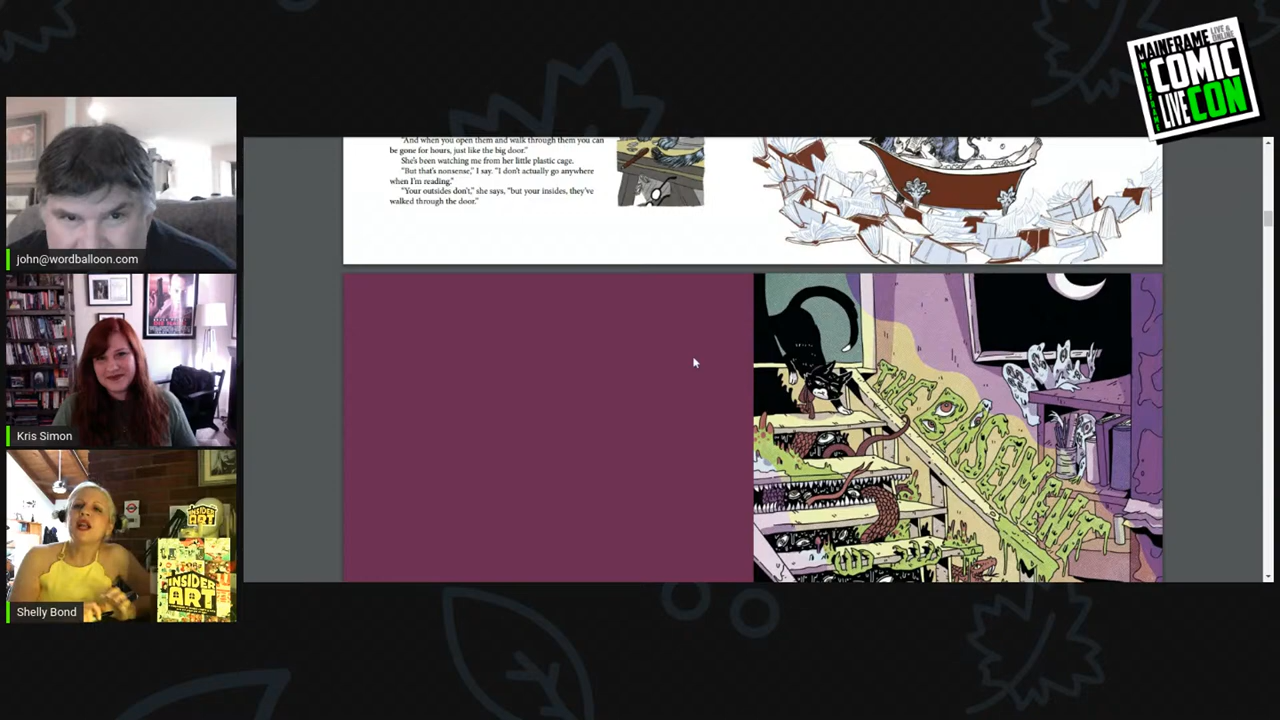 MAINFRAME
LIVE &
ONLINE
COMIC
MAINFRAME
LIVE CON
"And when you open them and walk through them you can
be gone for hours, just like the big door."
She's been watching me from her little plastic cage.
"But that's nonsense," I say. "I don't actually go anywhere
when I'm reading."
"Your outsides don't," she says, "but your insides, they've
walked through the door."
john@wordballoon.com
THE BASEMENT
Kris Simon
INSIDER
ART
INSIDER
ART
Shelly Bond